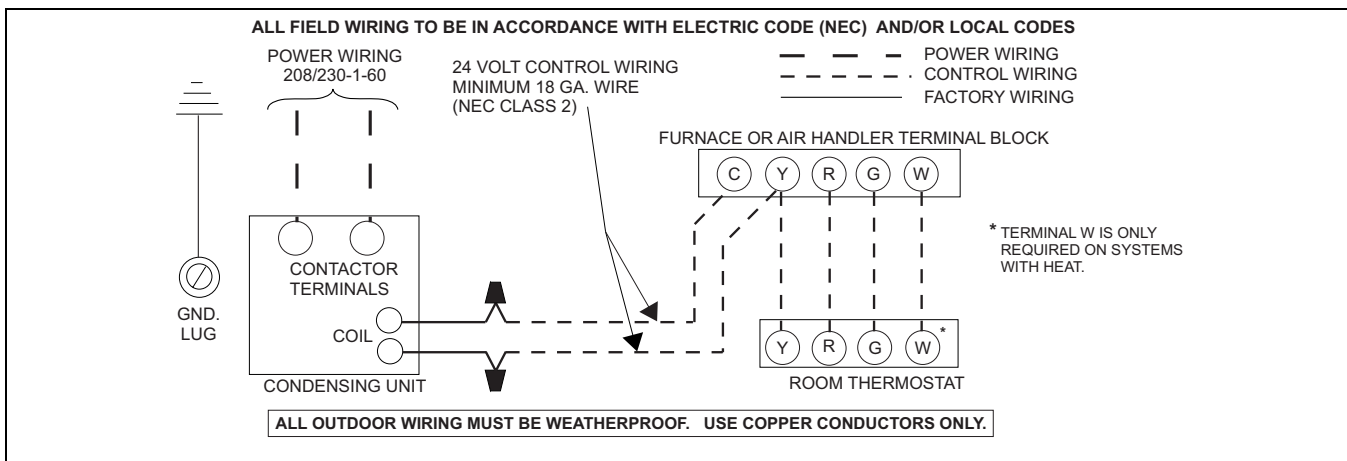 ALL FIELD WIRING TO BE IN ACCORDANCE WITH ELECTRIC CODE (NEC) AND/OR LOCAL CODES
POWER WIRING
208/230-1-60
24 VOLT CONTROL WIRING
MINIMUM 18 GA. WIRE
(NEC CLASS 2)
POWER WIRING
CONTROL WIRING
FACTORY WIRING
FURNACE OR AIR HANDLER TERMINAL BLOCK
C Y R G W
* TERMINAL W IS ONLY
REQUIRED ON SYSTEMS
WITH HEAT.
GND.
LUG
CONTACTOR
TERMINALS
COIL
CONDENSING UNIT
Y R G W *
ROOM THERMOSTAT
ALL OUTDOOR WIRING MUST BE WEATHERPROOF. USE COPPER CONDUCTORS ONLY.